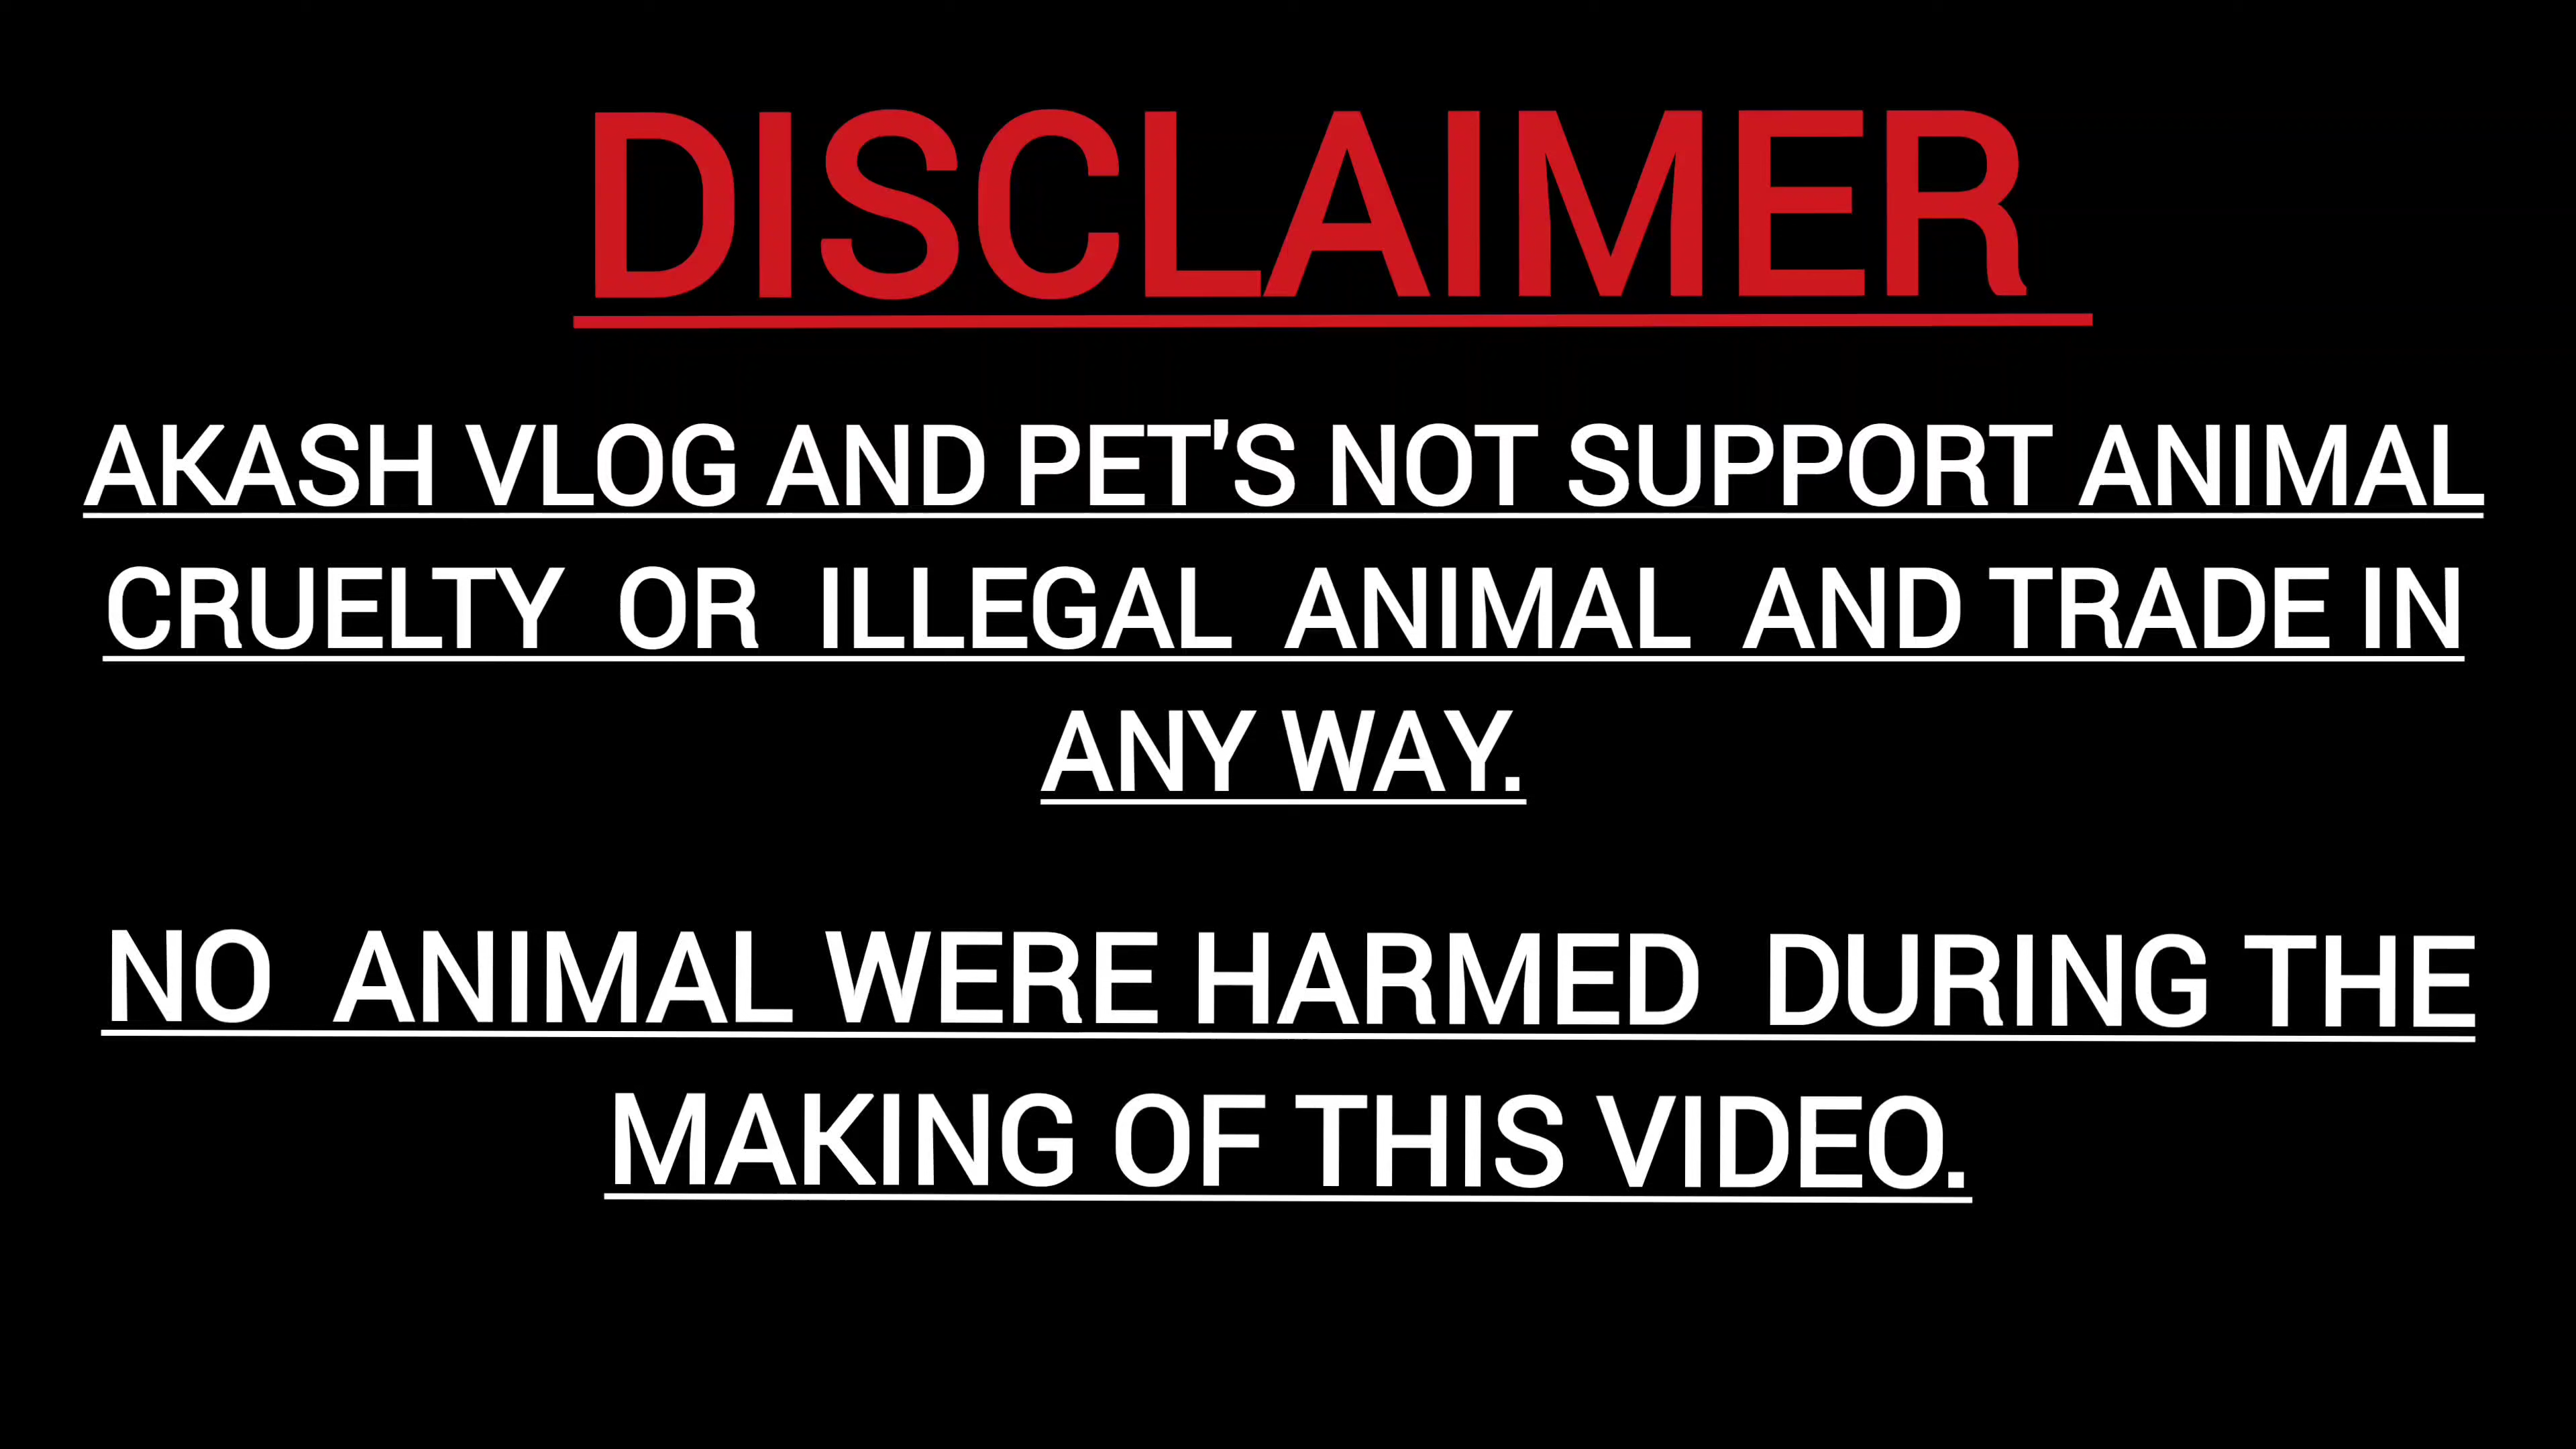 DISCLAIMER
AKASH VLOG AND PET'S NOT SUPPORT ANIMAL
CRUELTY OR ILLEGAL ANIMAL AND TRADE IN
ANY WAY.
NO ANIMAL WERE HARMED DURING THE
MAKING OF THIS VIDEO.